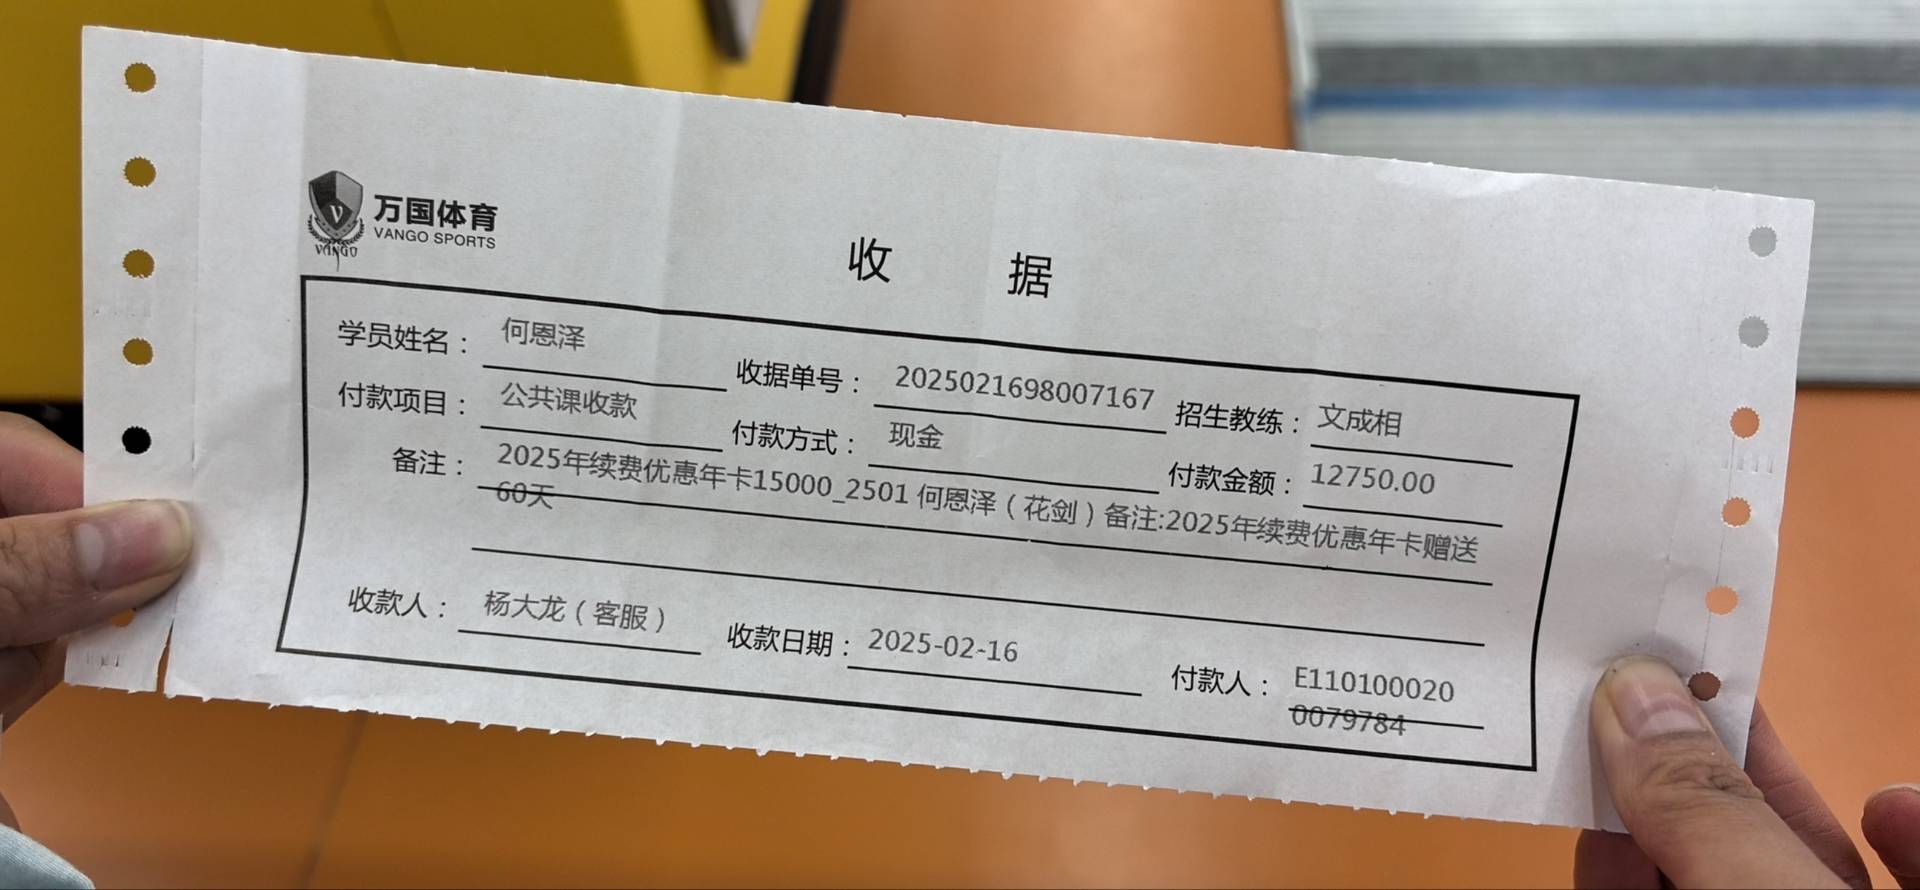 万国体育
VANGO SPORTS
VANGO
收 据
学员姓名： 何恩泽 收据单号： 2025021698007167 招生教练： 文成相
付款项目： 公共课收款 付款方式： 现金 付款金额： 12750.00
备注： 2025年续费优惠年卡15000_2501 何恩泽（花剑）备注:2025年续费优惠年卡赠送
60天
收款人： 杨大龙（客服） 收款日期： 2025-02-16 付款人： E110100020
0079784